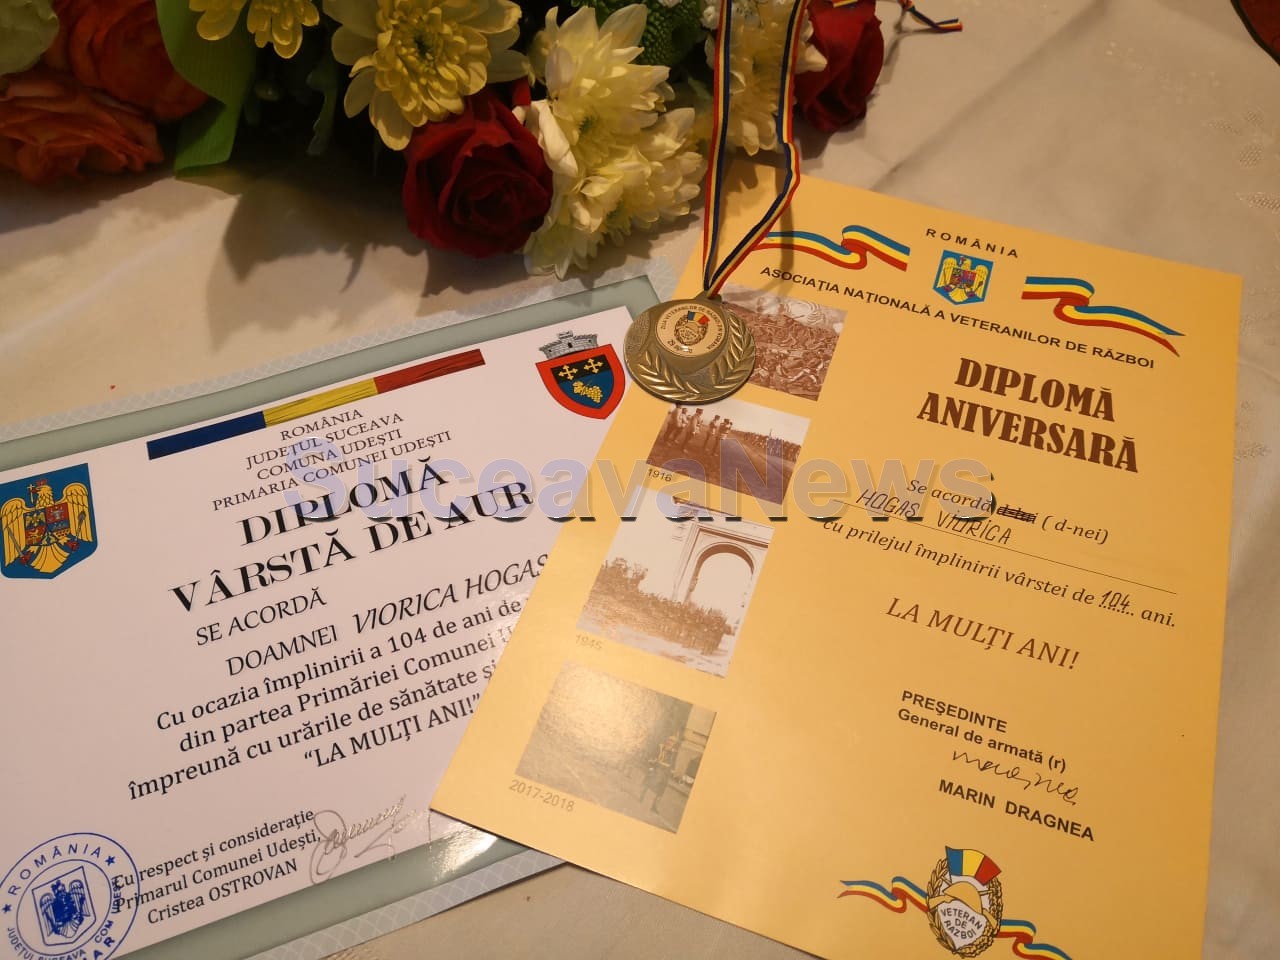 ROMÂNIA
JUDEȚUL SUCEAVA
COMUNA UDEȘTI
PRIMARIA COMUNEI UDEȘTI
DIPLOMĂ
VÂRSTĂ DE AUR
SE ACORDĂ
DOAMNEI VIORICA HOGAS
Cu ocazia împlinirii a 104 de ani de
din partea Primăriei Comunei
împreună cu urările de sănătate și
“LA MULȚI ANI!”
Cu respect și considerație
Primarul Comunei Udești,
Cristea OSTROVAN
ROMÂNIA
JUDEȚUL SUCEAVA
SuceavaNews
ROMÂNIA
ASOCIAȚIA NAȚIONALĂ A VETERANILOR DE RĂZBOI
DIPLOMĂ
ANIVERSARĂ
Se acordă ( d-nei)
HOGAȘ VIORICA
cu prilejul împlinirii vârstei de 104 ani.
LA MULȚI ANI!
PREȘEDINTE
General de armată (r)
MARIN DRAGNEA
1916
1945
2017-2018
VETERAN
DE
RĂZBOI